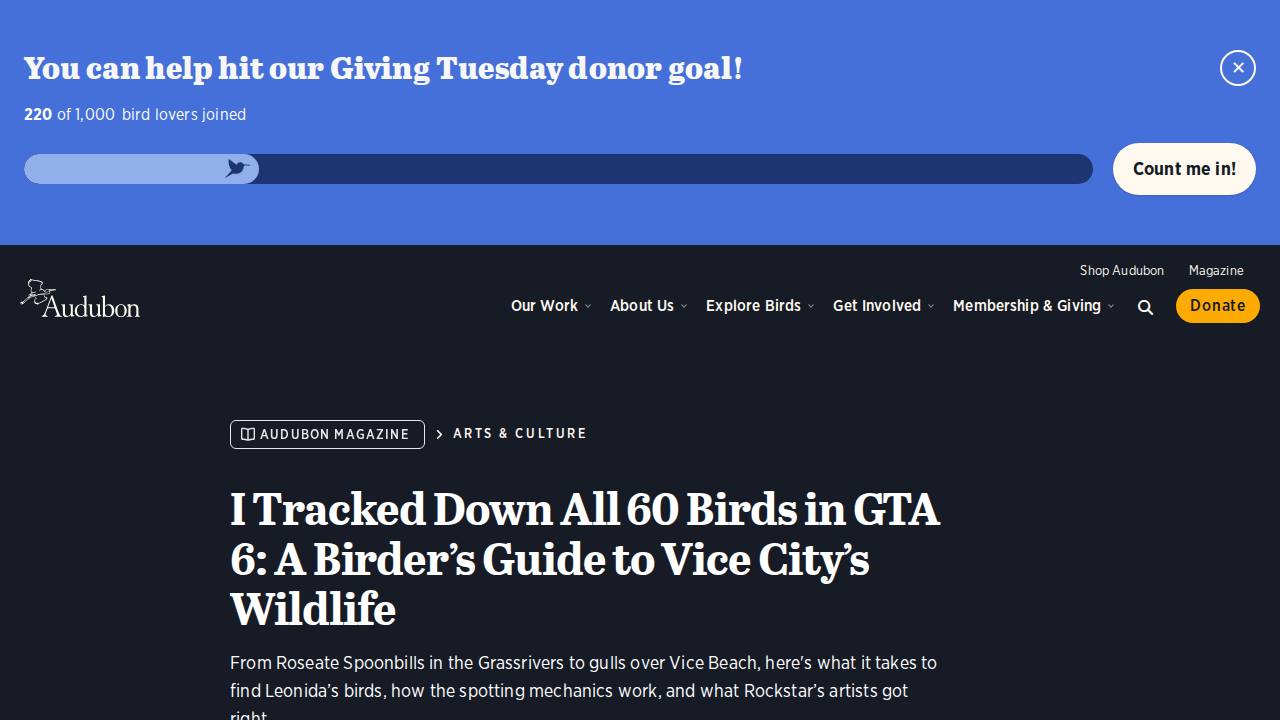 You can help hit our Giving Tuesday donor goal!
220 of 1,000 bird lovers joined
Count me in!
Shop Audubon Magazine
Audubon
Our Work About Us Explore Birds Get Involved Membership & Giving Donate
AUDUBON MAGAZINE > ARTS & CULTURE
I Tracked Down All 60 Birds in GTA
6: A Birder’s Guide to Vice City’s
Wildlife
From Roseate Spoonbills in the Grassrivers to gulls over Vice Beach, here's what it takes to
find Leonida’s birds, how the spotting mechanics work, and what Rockstar’s artists got
right.